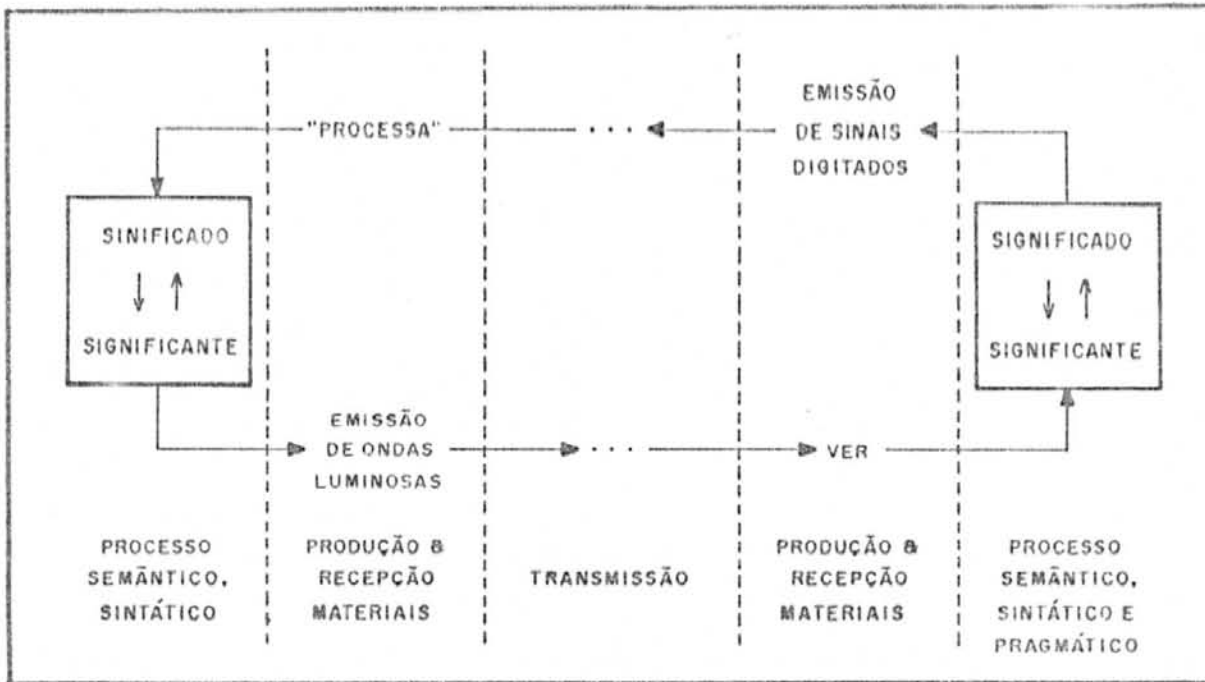 EMISSÃO
"PROCESSA"
. . .
DE SINAIS
DIGITADOS
SINIFICADO
SIGNIFICANTE
SIGNIFICADO
SIGNIFICANTE
EMISSÃO
DE ONDAS
LUMINOSAS
. . .
VER
PROCESSO
SEMÂNTICO,
SINTÁTICO
PRODUÇÃO &
RECEPÇÃO
MATERIAIS
TRANSMISSÃO
PRODUÇÃO &
RECEPÇÃO
MATERIAIS
PROCESSO
SEMÂNTICO,
SINTÁTICO E
PRAGMÁTICO